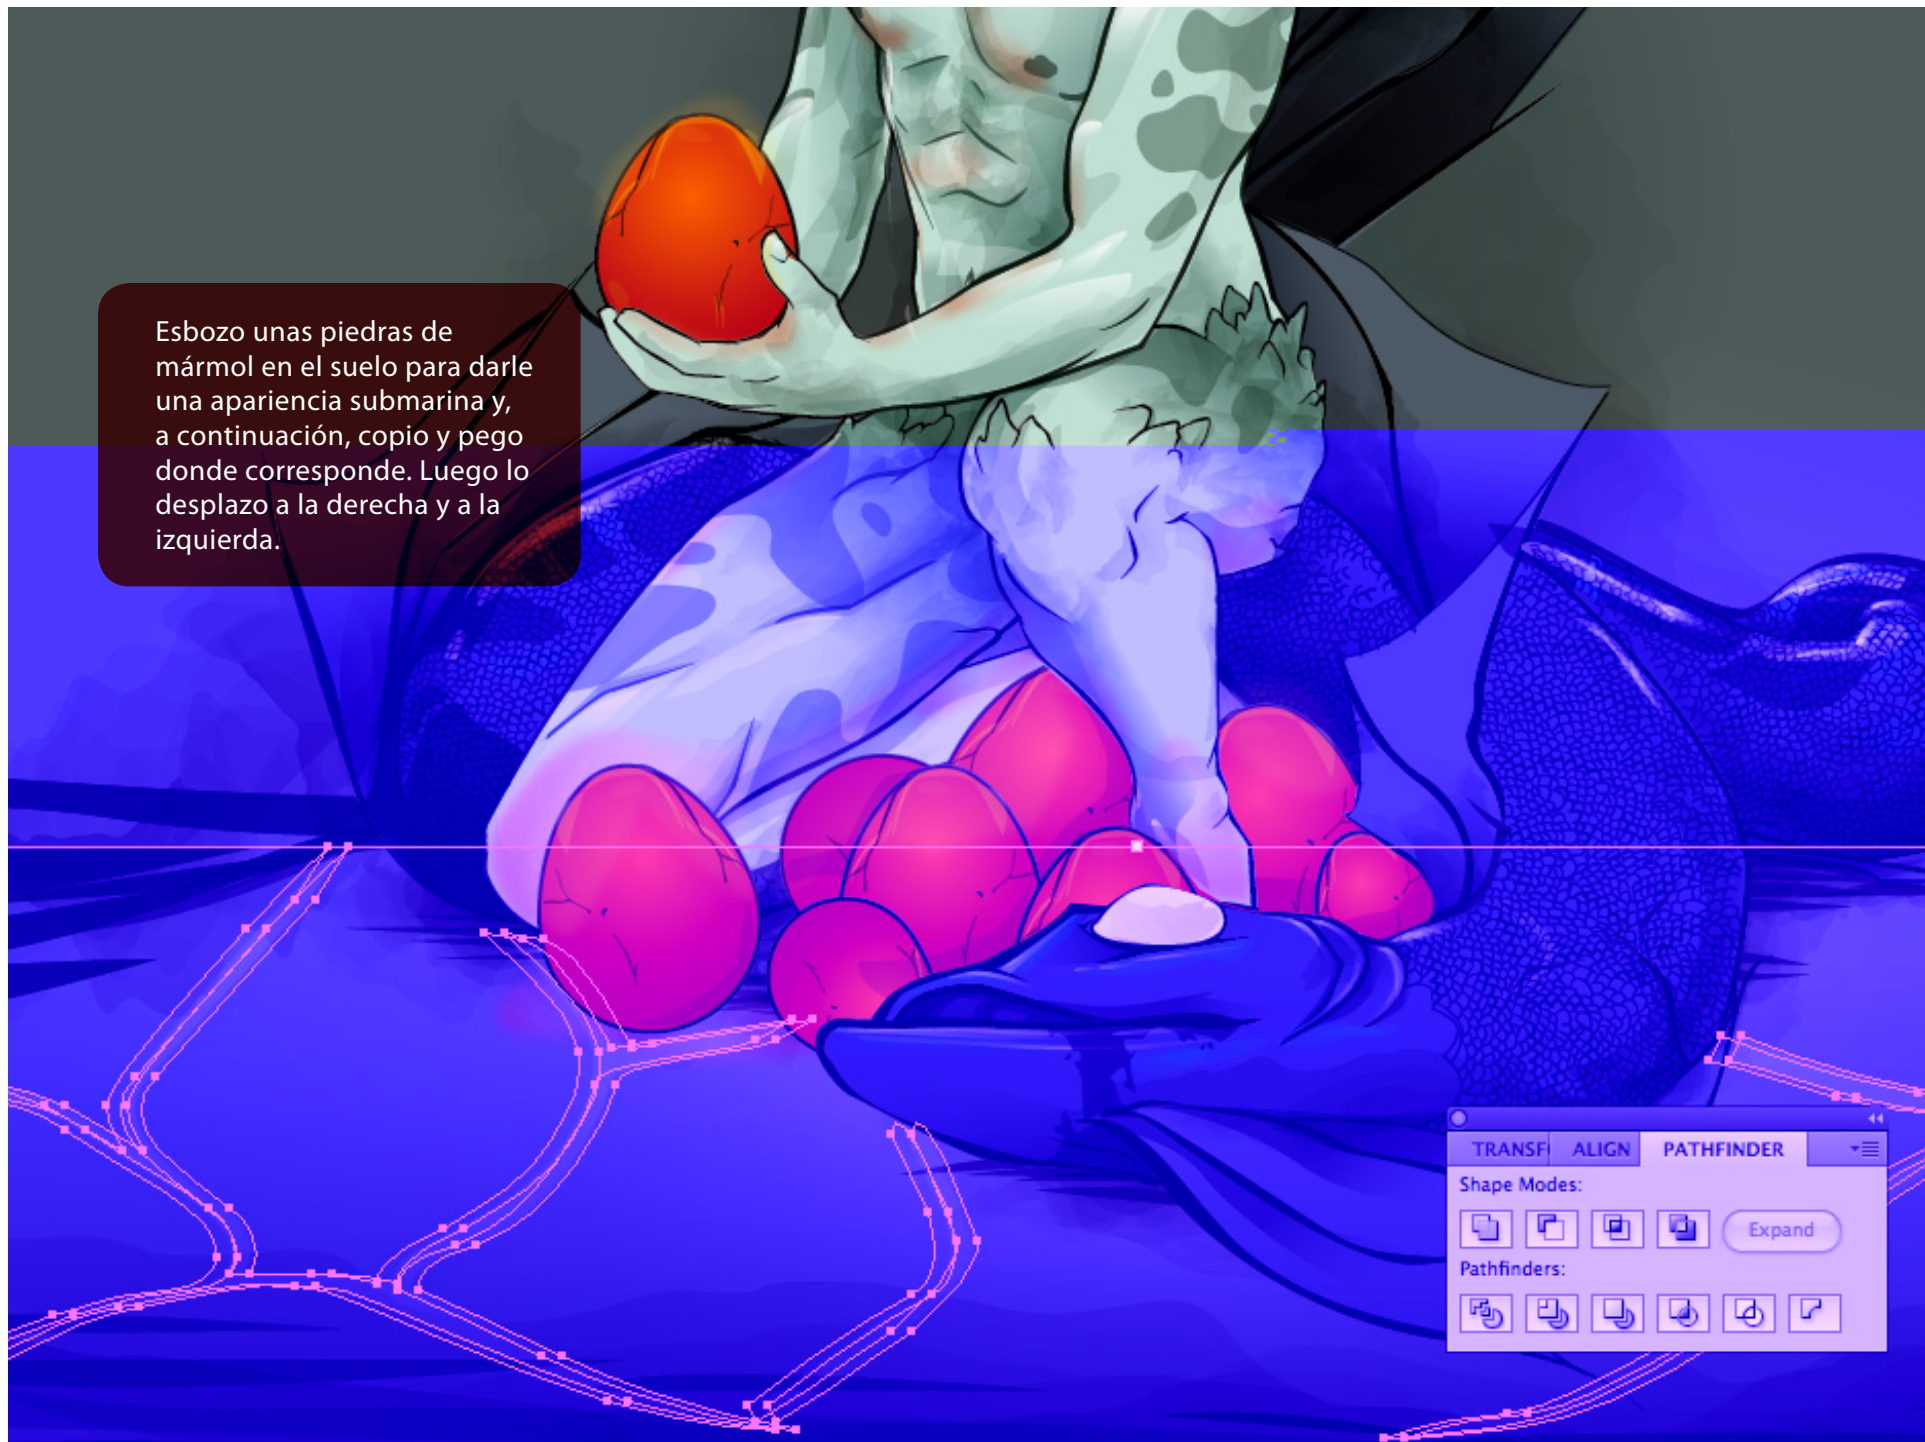 Esbozo unas piedras de
mármol en el suelo para darle
una apariencia submarina y,
a continuación, copio y pego
donde corresponde. Luego lo
desplazo a la derecha y a la
izquierda.
TRANSF ALIGN PATHFINDER
Shape Modes:
Expand
Pathfinders: